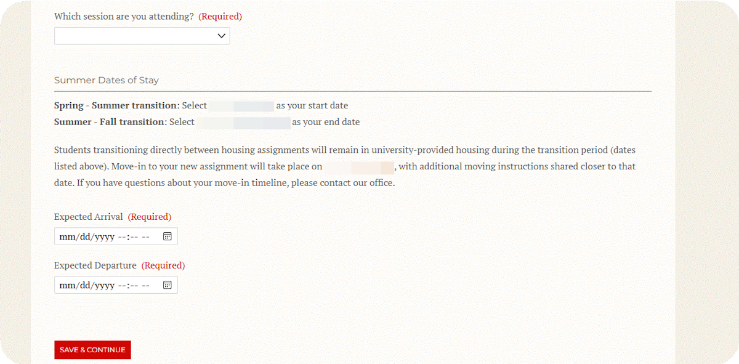 Which session are you attending? (Required)
Summer Dates of Stay
Spring - Summer transition: Select as your start date
Summer - Fall transition: Select as your end date
Students transitioning directly between housing assignments will remain in university-provided housing during the transition period (dates
listed above). Move-in to your new assignment will take place on , with additional moving instructions shared closer to that
date. If you have questions about your move-in timeline, please contact our office.
Expected Arrival (Required)
mm/dd/yyyy --:-- --
Expected Departure (Required)
mm/dd/yyyy --:-- --
SAVE & CONTINUE